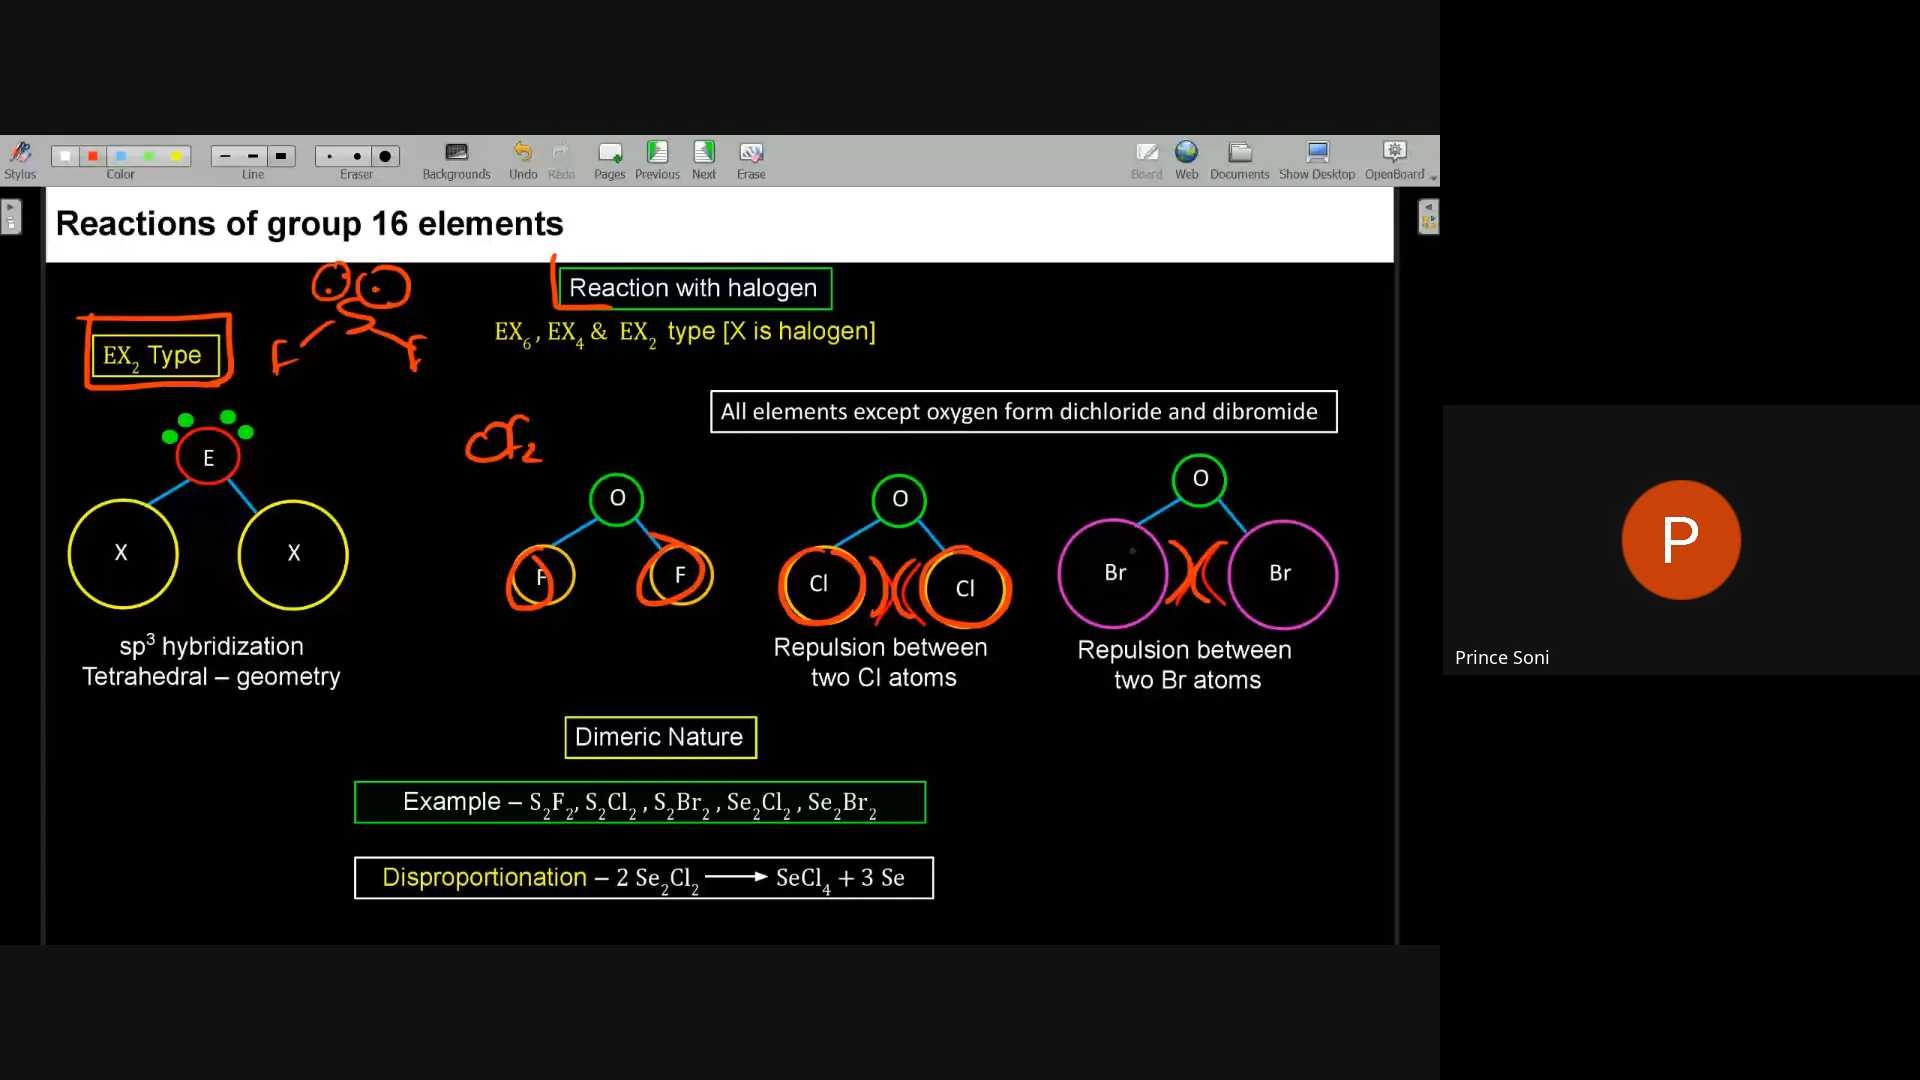 Stylus Color Line Eraser Backgrounds Undo Redo Pages Previous Next Erase Board Web Documents Show Desktop OpenBoard
Reactions of group 16 elements
Reaction with halogen
EX₆, EX₄ & EX₂ type [X is halogen]
EX₂ Type
S
F F
All elements except oxygen form dichloride and dibromide
OF₂
E
X X
O
F F
O
Cl Cl
O
Br Br
sp³ hybridization
Tetrahedral – geometry
Repulsion between
two Cl atoms
Repulsion between
two Br atoms
Dimeric Nature
Example – S₂F₂, S₂Cl₂, S₂Br₂, Se₂Cl₂, Se₂Br₂
Disproportionation – 2 Se₂Cl₂ ⟶ SeCl₄ + 3 Se
P
Prince Soni